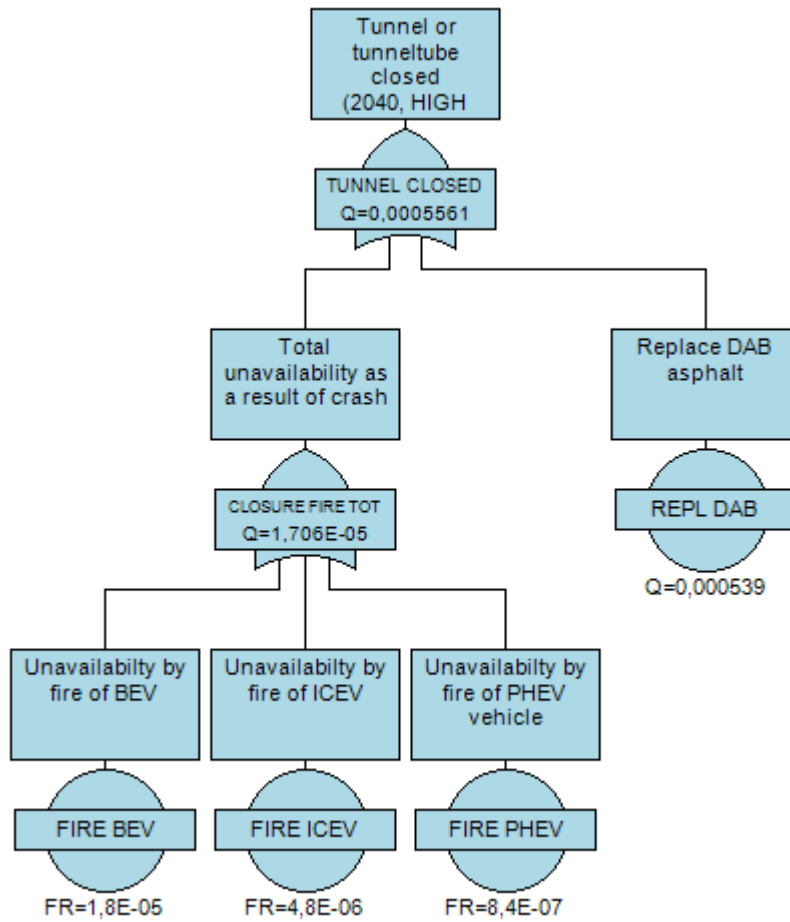 Tunnel or
tunneltube
closed
(2040, HIGH
TUNNEL CLOSED
Q=0,0005561
Total
unavailability as
a result of crash
Replace DAB
asphalt
CLOSURE FIRE TOT
Q=1,706E-05
REPL DAB
Q=0,000539
Unavailabilty by
fire of BEV
Unavailabilty by
fire of ICEV
Unavailabilty by
fire of PHEV
vehicle
FIRE BEV
FIRE ICEV
FIRE PHEV
FR=1,8E-05
FR=4,8E-06
FR=8,4E-07